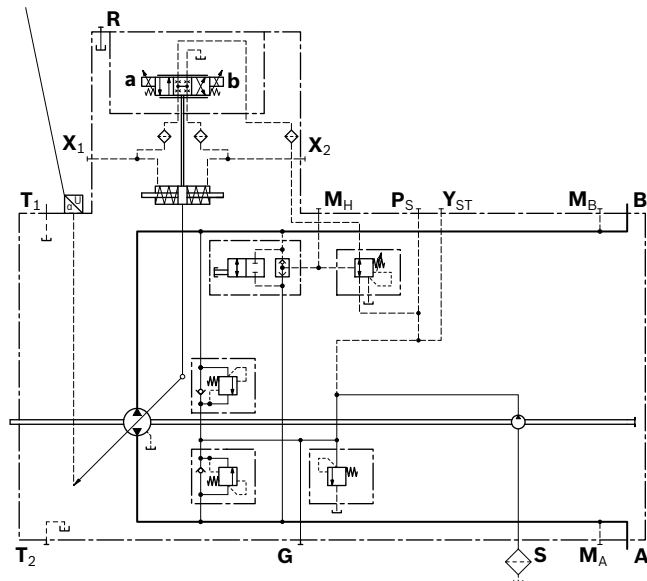 R
a b
X1 X2
T1 α U MH PS YST MB B
T2 G S MA A